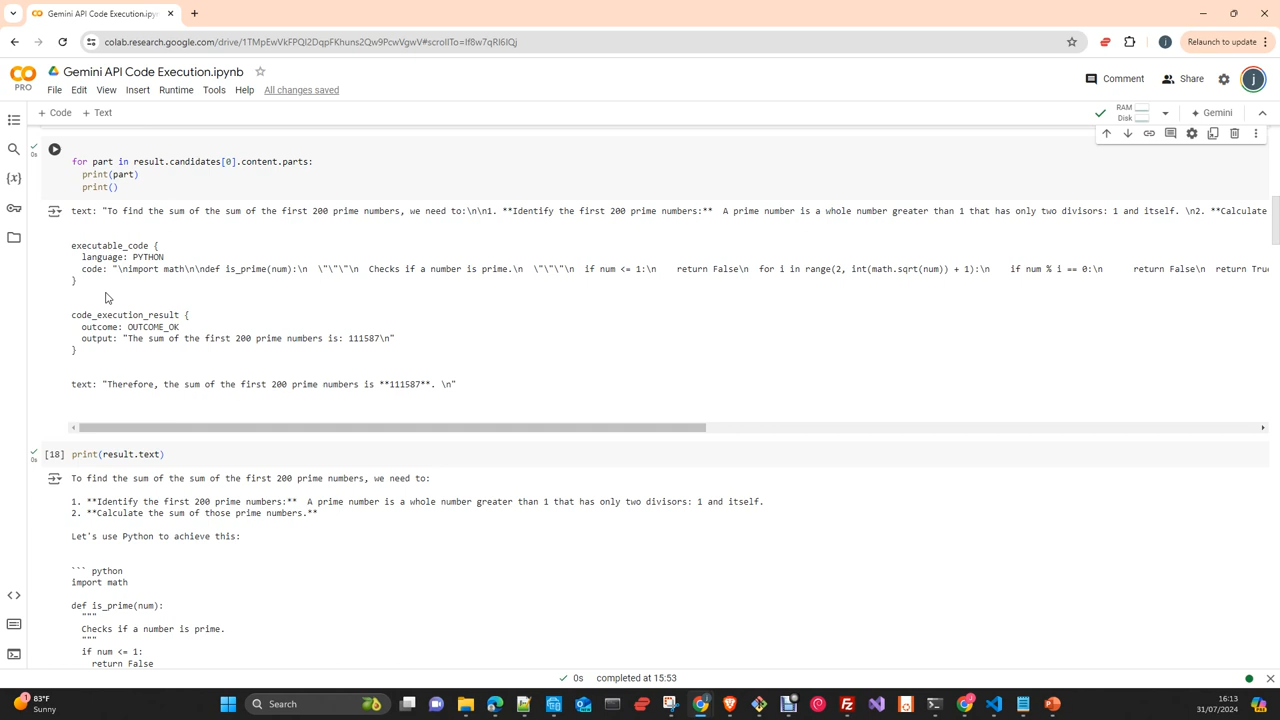 Gemini API Code Execution.ipyn
colab.research.google.com/drive/1TMpEwVkFPQI2DqpFKhuns2Qw9PcwVgwV#scrollTo=If8w7qRl6IQj
Relaunch to update
PRO
Gemini API Code Execution.ipynb
File Edit View Insert Runtime Tools Help All changes saved
Comment Share j
+ Code + Text
RAM
Disk
Gemini
0s
for part in result.candidates[0].content.parts:
print(part)
print()
text: "To find the sum of the sum of the first 200 prime numbers, we need to:\n\n1. **Identify the first 200 prime numbers:** A prime number is a whole number greater than 1 that has only two divisors: 1 and itself. \n2. **Calculate
executable_code {
language: PYTHON
code: "\nimport math\n\ndef is_prime(num):\n \"\"\"\n Checks if a number is prime.\n \"\"\"\n if num <= 1:\n return False\n for i in range(2, int(math.sqrt(num)) + 1):\n if num % i == 0:\n return False\n return True
}
code_execution_result {
outcome: OUTCOME_OK
output: "The sum of the first 200 prime numbers is: 111587\n"
}
text: "Therefore, the sum of the first 200 prime numbers is **111587**. \n"
[18] print(result.text)
0s
To find the sum of the sum of the first 200 prime numbers, we need to:
1. **Identify the first 200 prime numbers:** A prime number is a whole number greater than 1 that has only two divisors: 1 and itself.
2. **Calculate the sum of those prime numbers.**
Let's use Python to achieve this:
``` python
import math
def is_prime(num):
"""
Checks if a number is prime.
"""
if num <= 1:
return False
0s completed at 15:53
83°F
Sunny
Search
16:13
31/07/2024